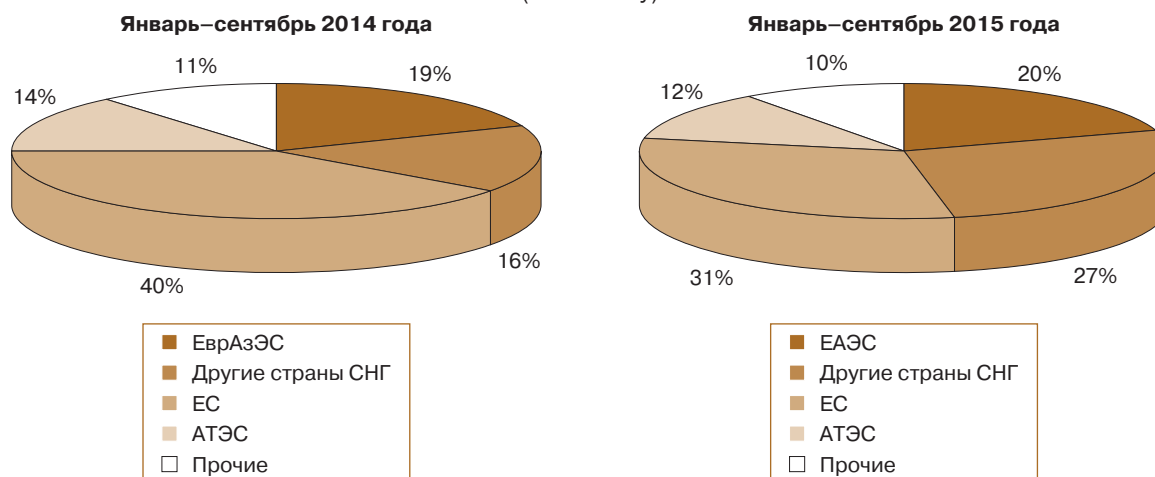 Январь–сентябрь 2014 года
11%
19%
14%
16%
40%
ЕврАзЭС
Другие страны СНГ
ЕС
АТЭС
Прочие
Январь–сентябрь 2015 года
10%
20%
12%
31%
27%
ЕАЭС
Другие страны СНГ
ЕС
АТЭС
Прочие